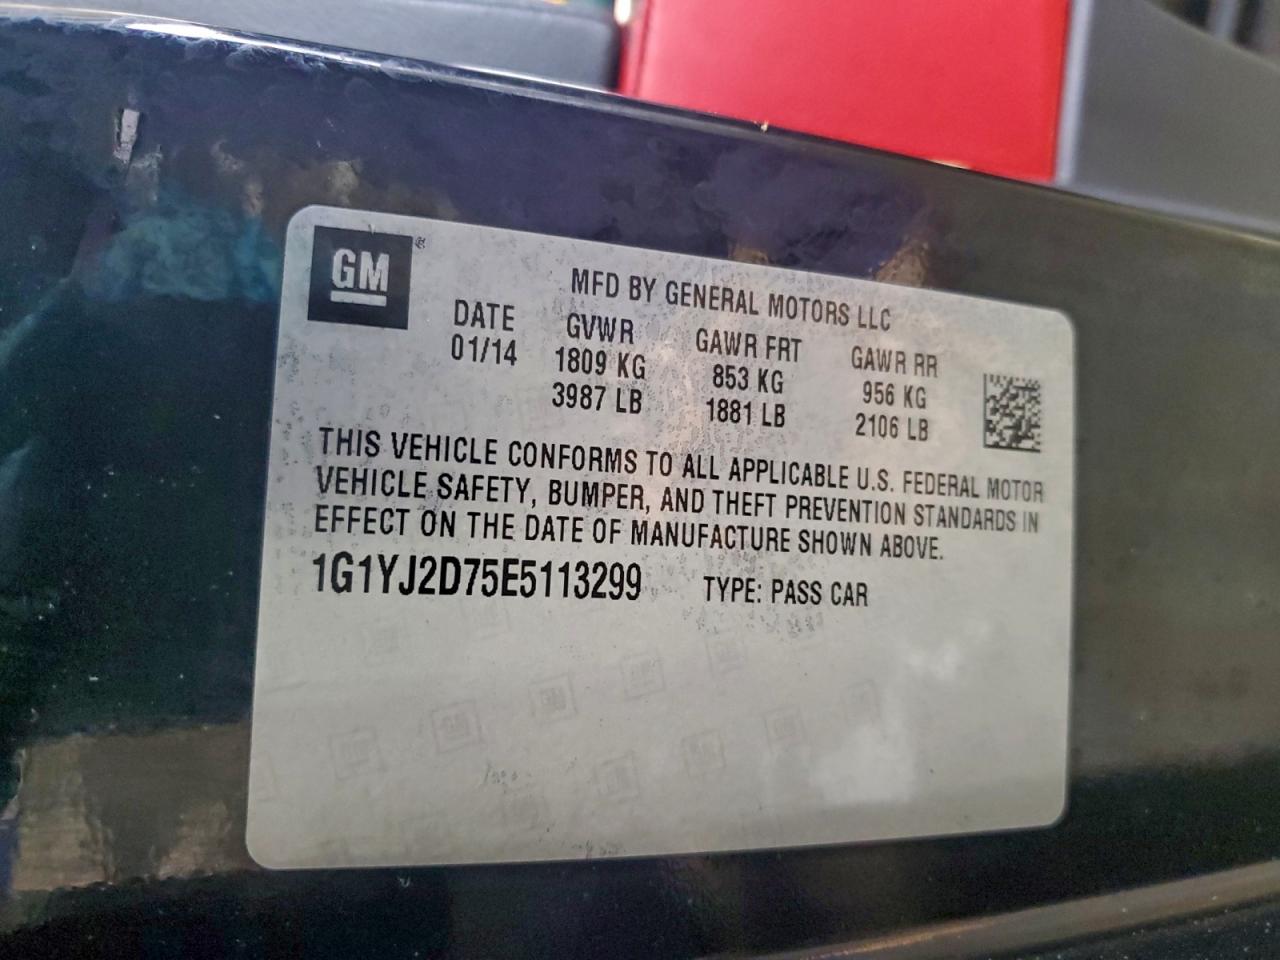 GM®
MFD BY GENERAL MOTORS LLC
DATE GVWR GAWR FRT GAWR RR
01/14 1809 KG 853 KG 956 KG
3987 LB 1881 LB 2106 LB
THIS VEHICLE CONFORMS TO ALL APPLICABLE U.S. FEDERAL MOTOR
VEHICLE SAFETY, BUMPER, AND THEFT PREVENTION STANDARDS IN
EFFECT ON THE DATE OF MANUFACTURE SHOWN ABOVE.
1G1YJ2D75E5113299 TYPE: PASS CAR